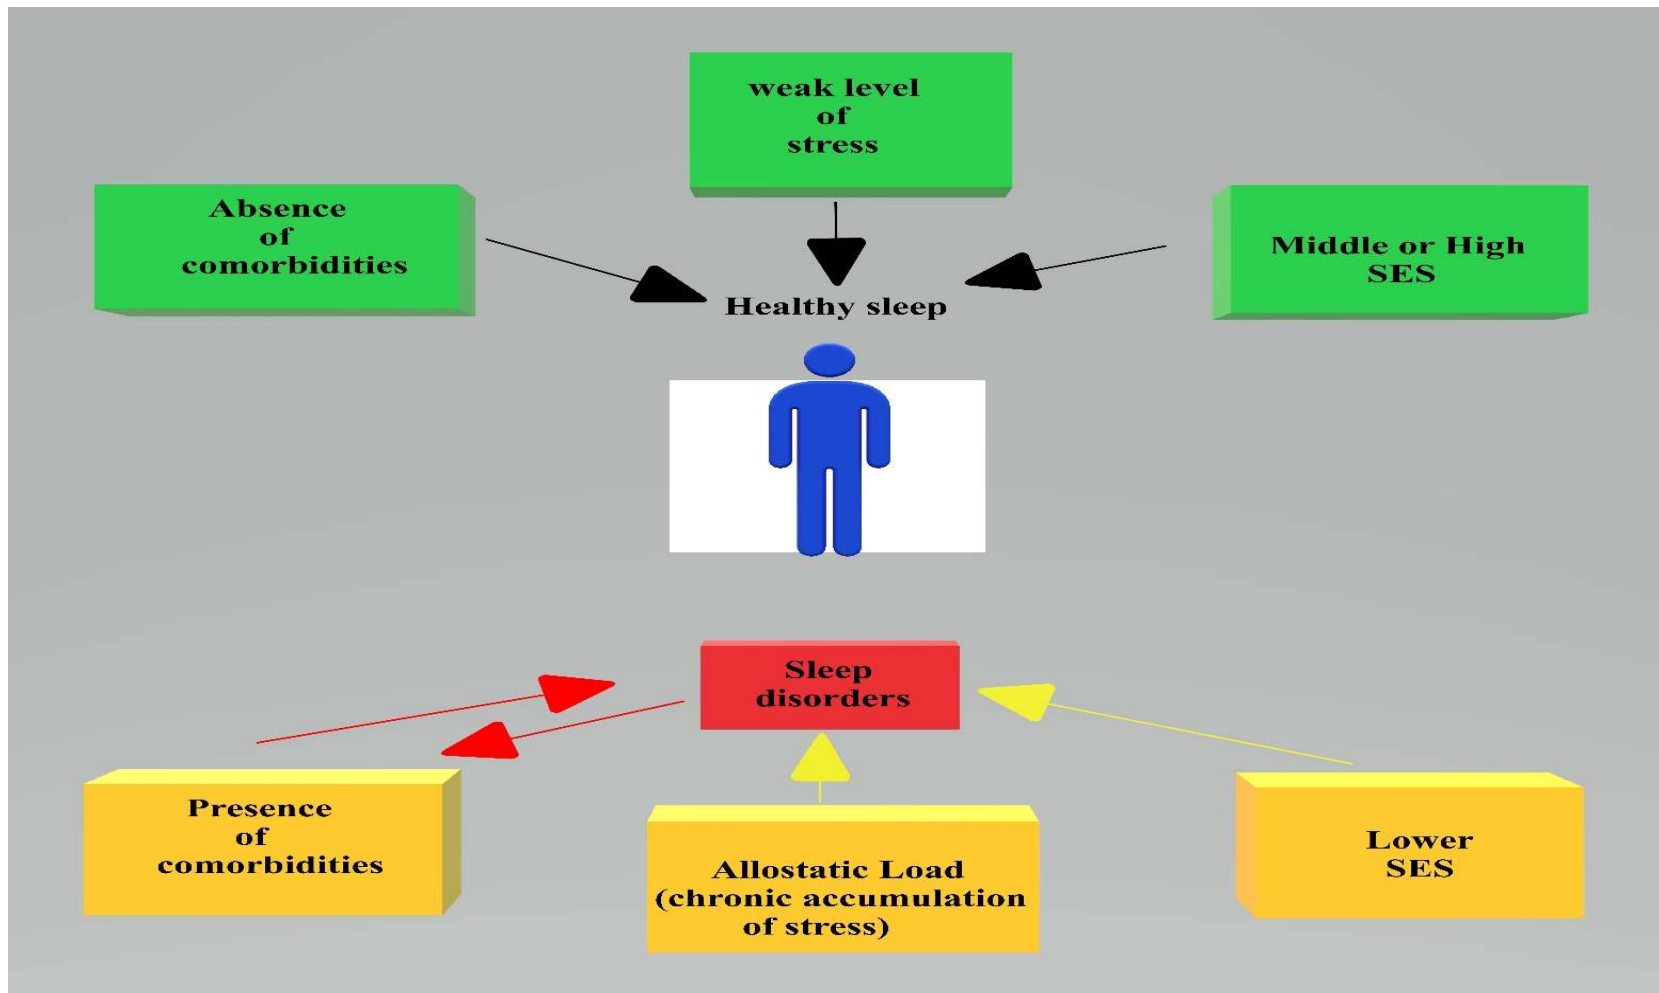 weak level
of
stress
Absence
of
comorbidities
Middle or High
SES
Healthy sleep
Sleep
disorders
Presence
of
comorbidities
Allostatic Load
(chronic accumulation
of stress)
Lower
SES